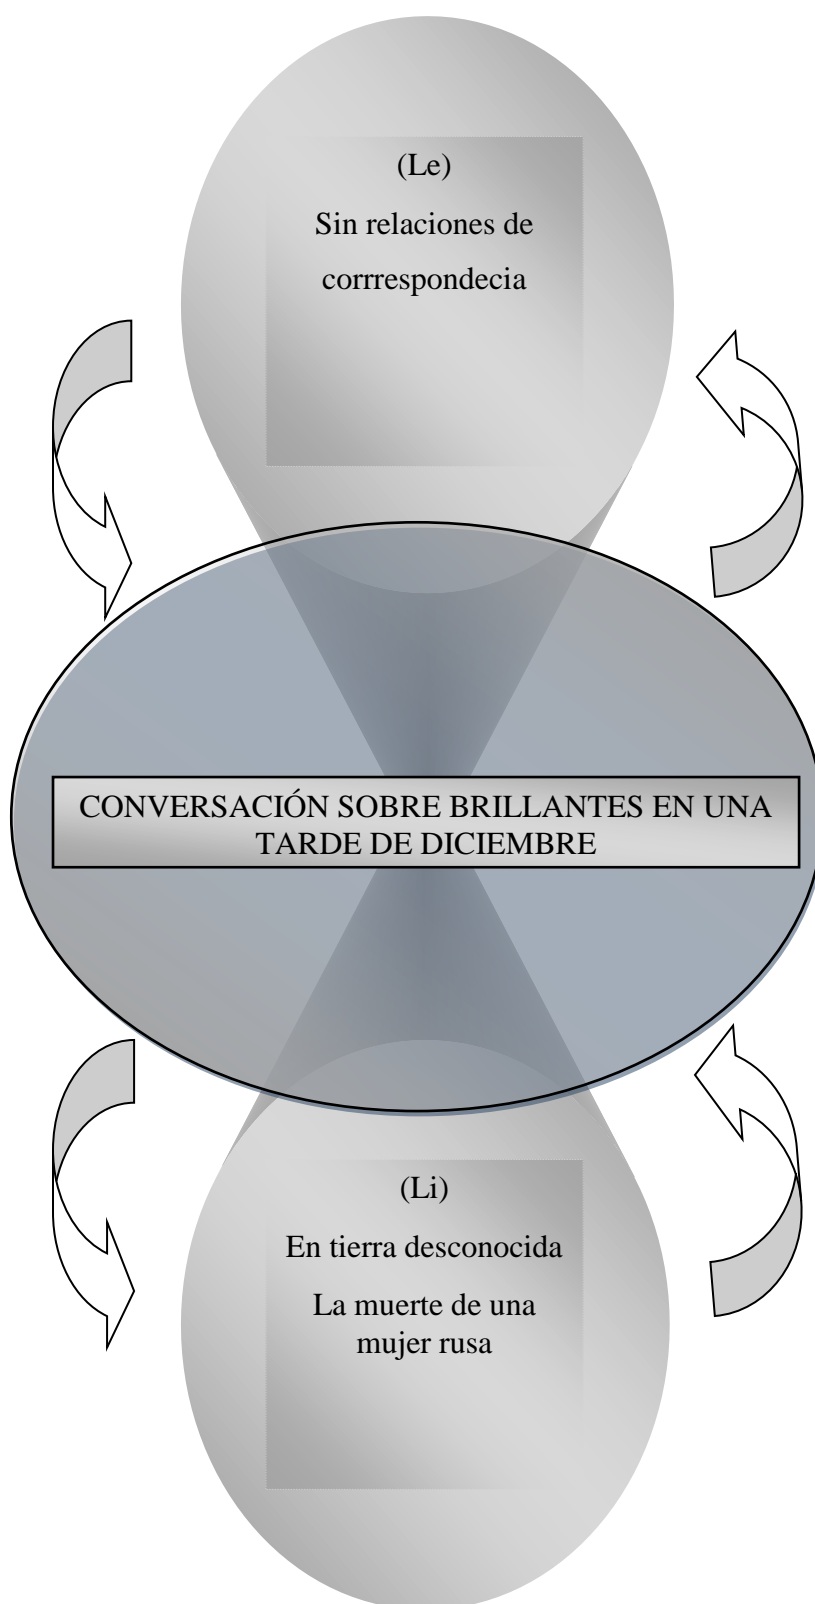 (Le)
Sin relaciones de
corrrespondecia
CONVERSACIÓN SOBRE BRILLANTES EN UNA
TARDE DE DICIEMBRE
(Li)
En tierra desconocida
La muerte de una
mujer rusa